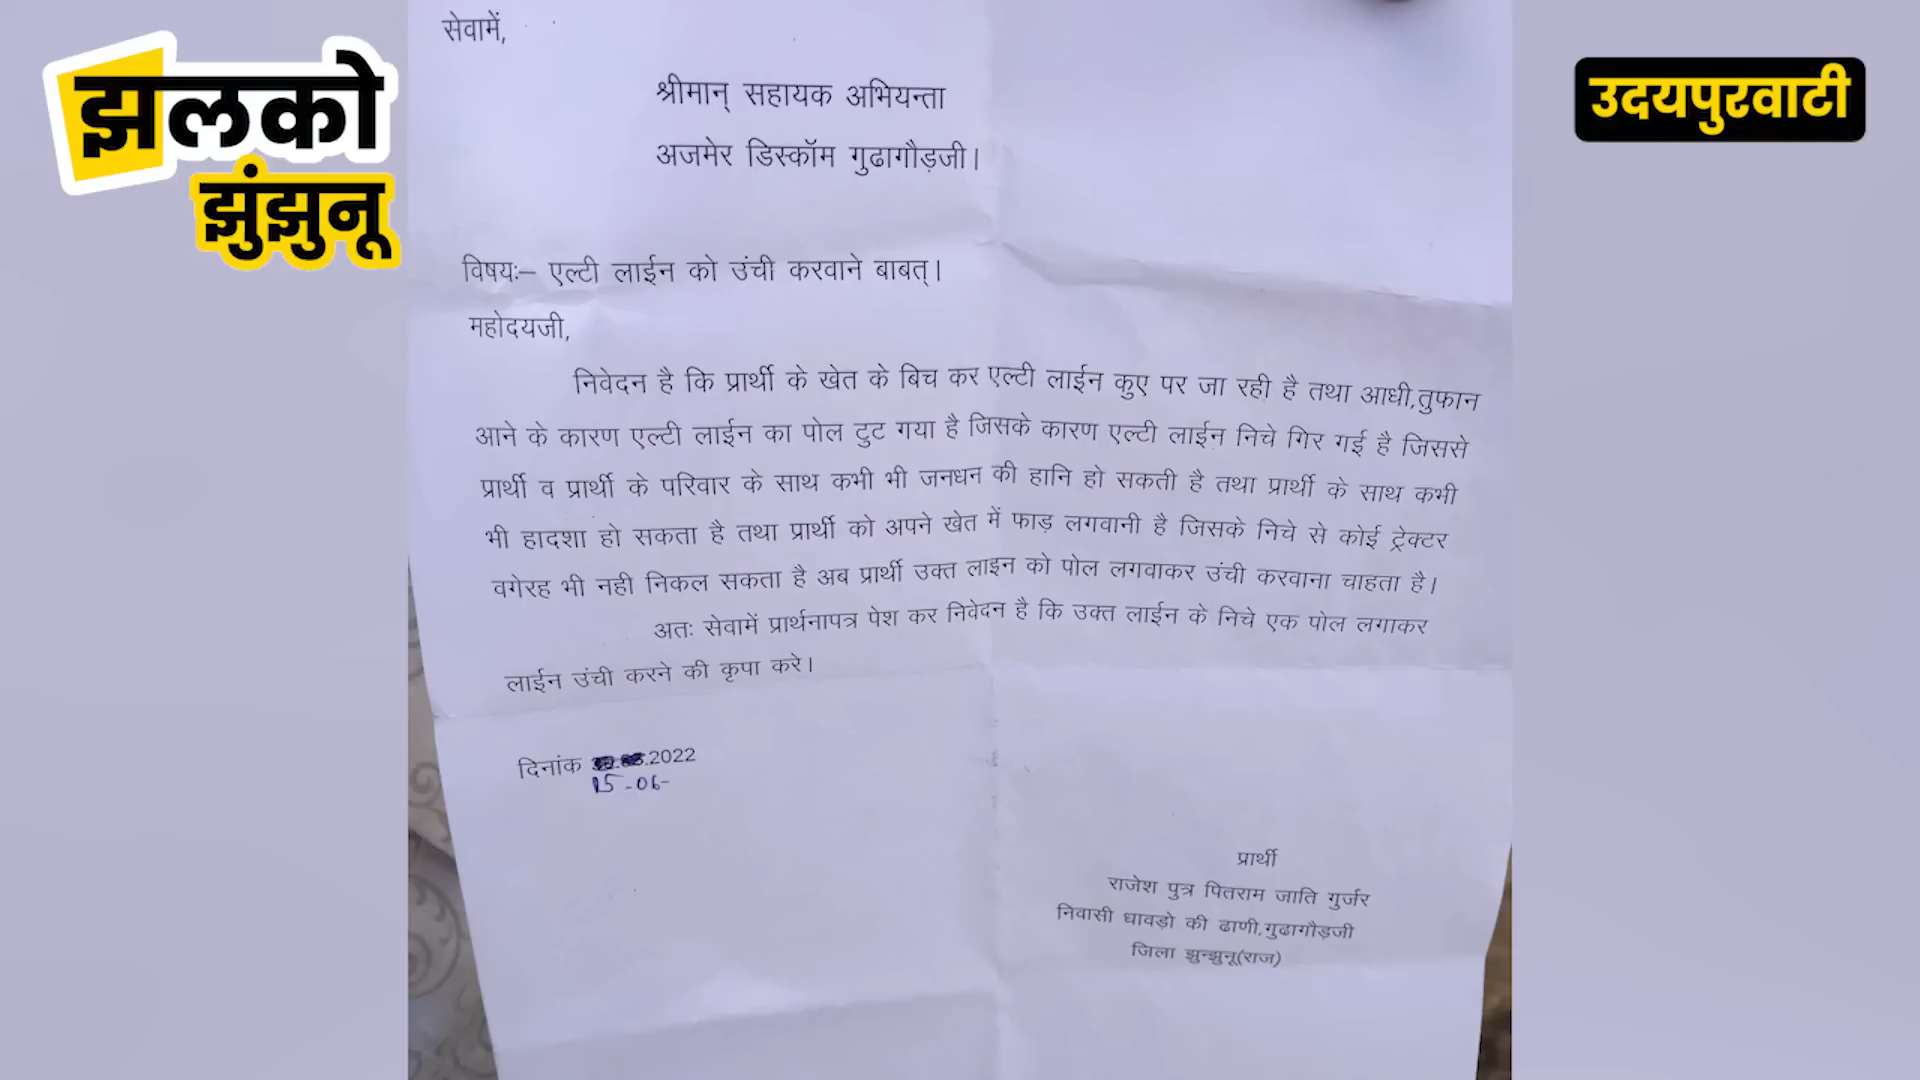 झलको
झुंझुनू
उदयपुरवाटी
सेवामें,
श्रीमान् सहायक अभियन्ता
अजमेर डिस्कॉम गुढागौड़जी।
विषयः– एल्टी लाईन को उंची करवाने बाबत्।
महोदयजी,
निवेदन है कि प्रार्थी के खेत के बिच कर एल्टी लाईन कुए पर जा रही है तथा आधी,तुफान
आने के कारण एल्टी लाईन का पोल टुट गया है जिसके कारण एल्टी लाईन निचे गिर गई है जिससे
प्रार्थी व प्रार्थी के परिवार के साथ कभी भी जनधन की हानि हो सकती है तथा प्रार्थी के साथ कभी
भी हादशा हो सकता है तथा प्रार्थी को अपने खेत में फाड़ लगवानी है जिसके निचे से कोई ट्रेक्टर
वगेरह भी नही निकल सकता है अब प्रार्थी उक्त लाइन को पोल लगवाकर उंची करवाना चाहता है।
अतः सेवामें प्रार्थनापत्र पेश कर निवेदन है कि उक्त लाईन के निचे एक पोल लगाकर
लाईन उंची करने की कृपा करे।
दिनांक .2022
15-06-
प्रार्थी
राजेश पुत्र पितराम जाति गुर्जर
निवासी धावड़ो की ढाणी,गुढागौड़जी
जिला झुन्झुनू(राज)